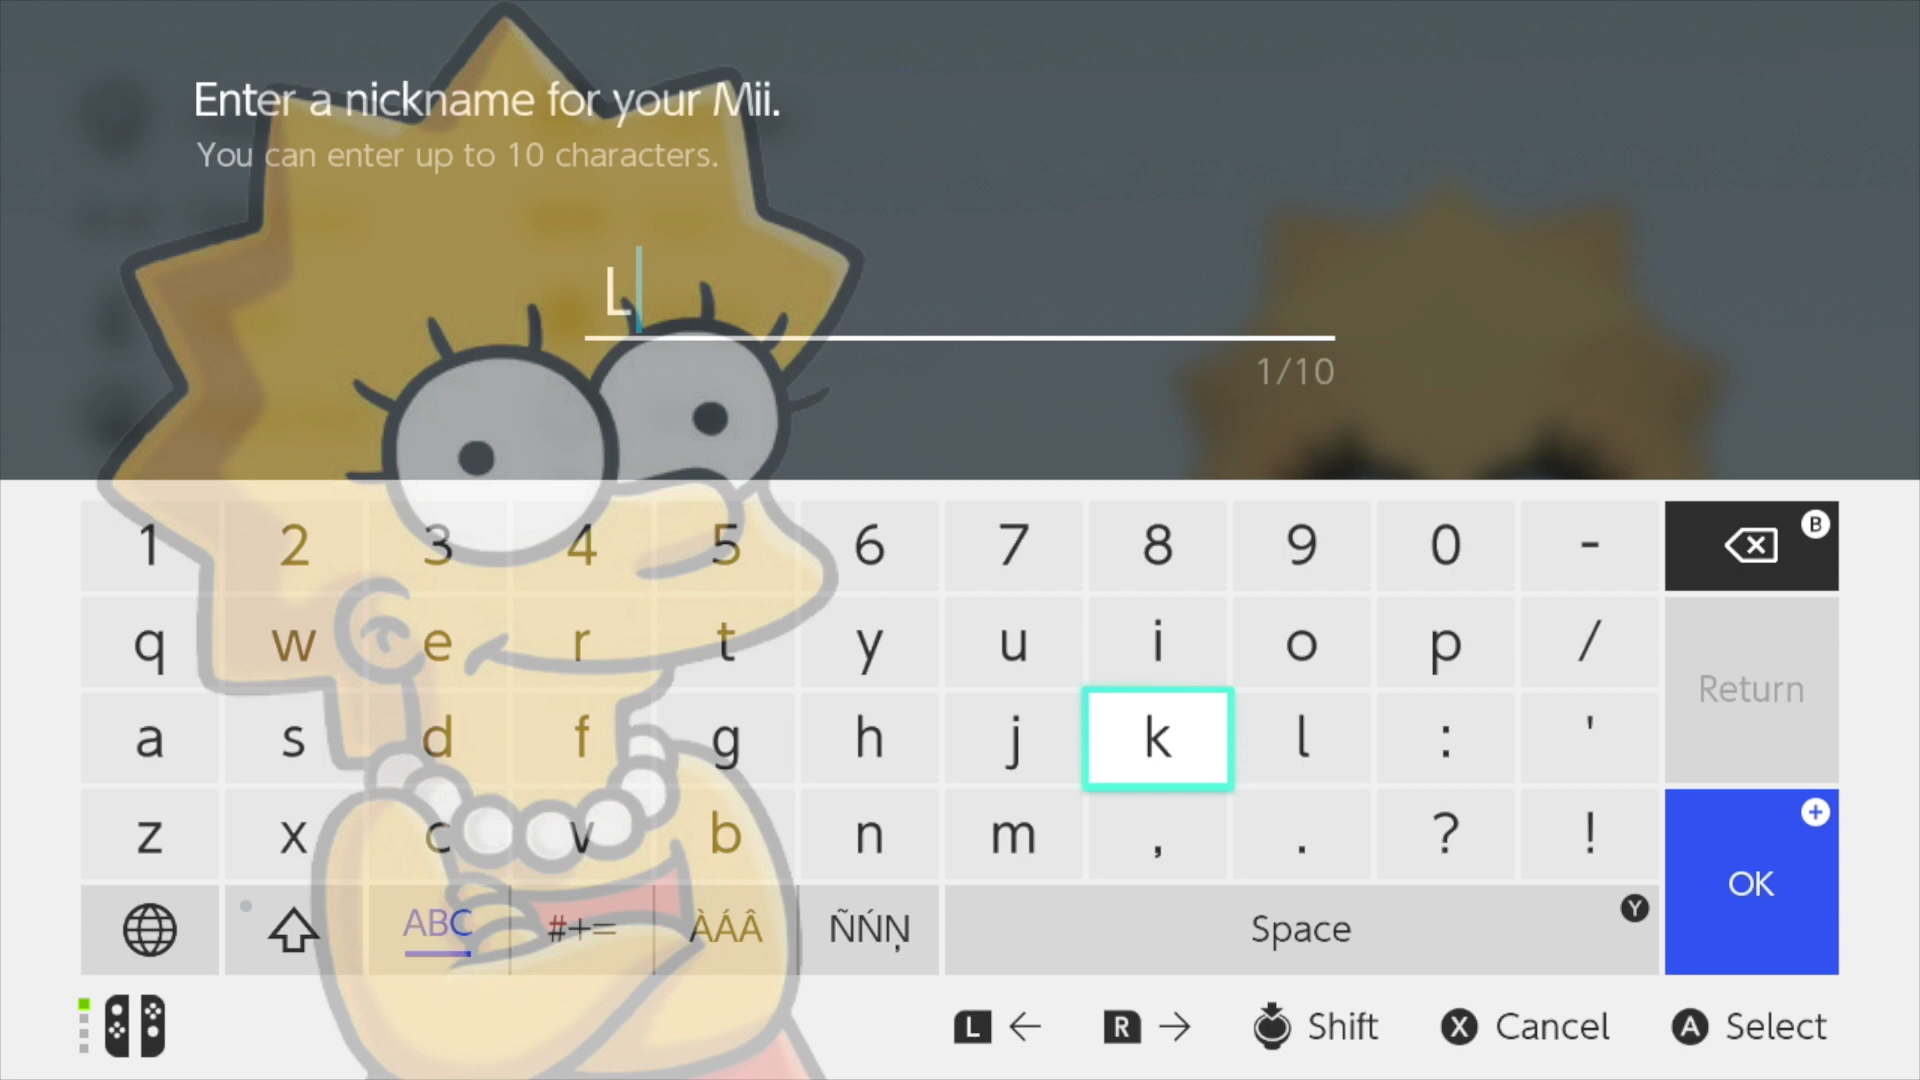 Enter a nickname for your Mii.
You can enter up to 10 characters.
L
1/10
1 2 3 4 5 6 7 8 9 0 - B
q w e r t y u i o p / Return
a s d f g h j k l : '
z x c v b n m , . ? ! OK
ABC #+= ÀÁÂ ÑŃŅ Space Y
L ← R → Shift X Cancel A Select